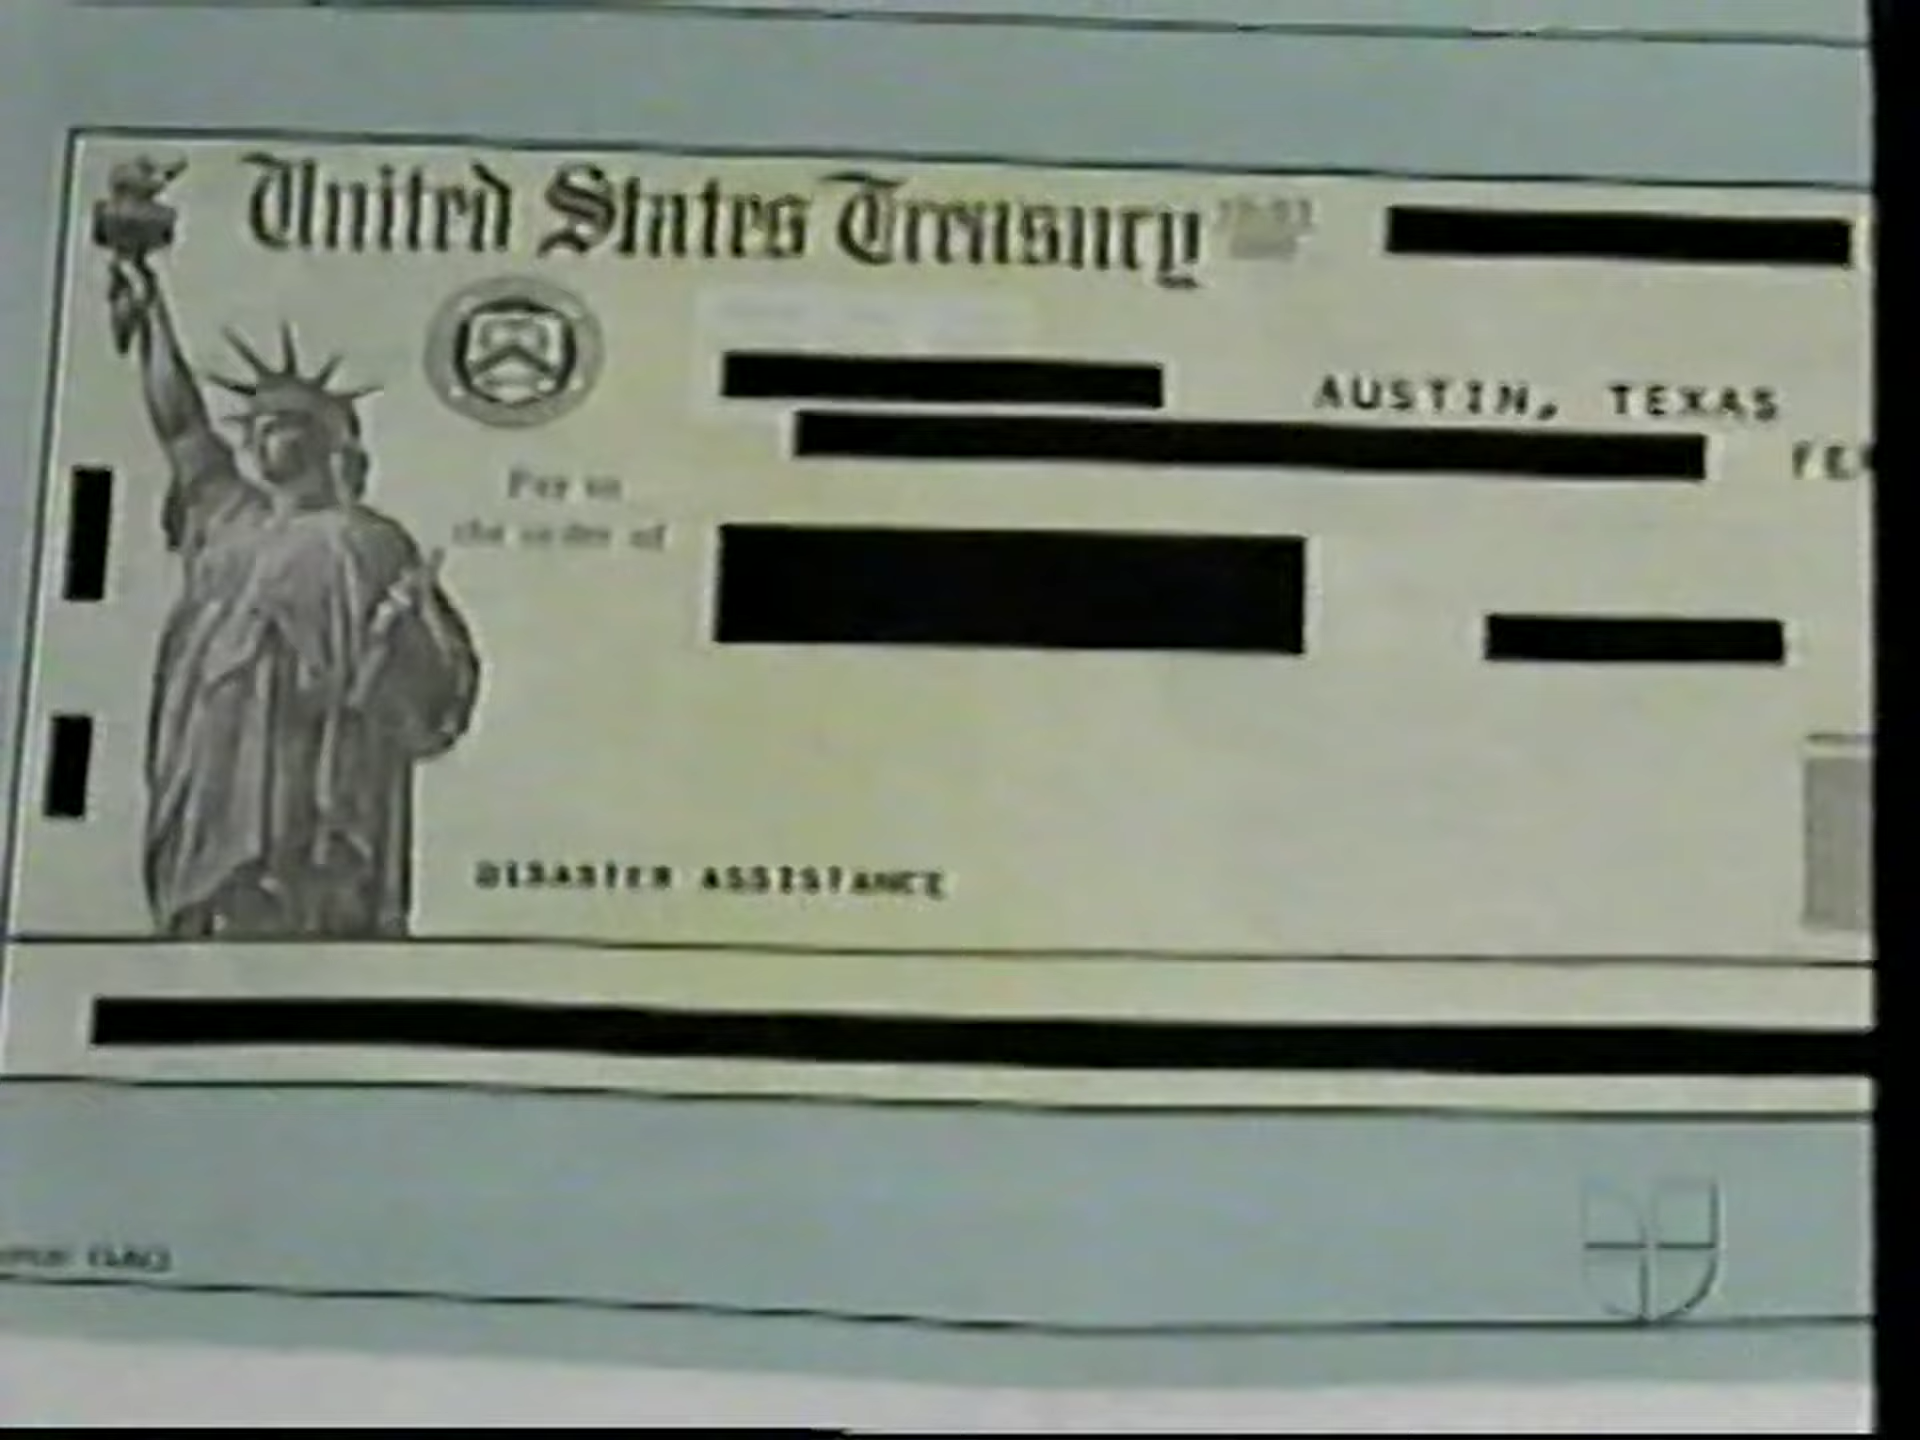 United States Treasury
AUSTIN, TEXAS
Pay to
the order of
DISASTER ASSISTANCE